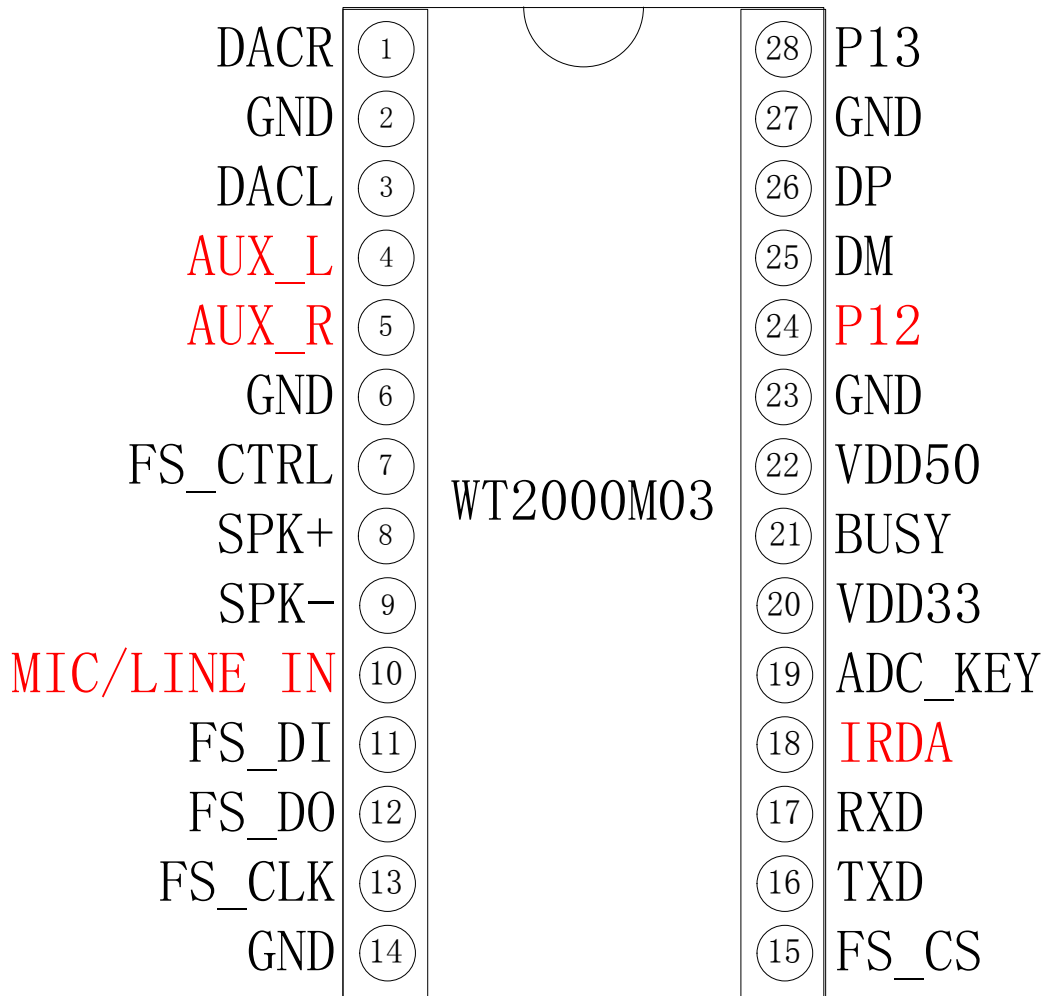 DACR 1 28 P13
GND 2 27 GND
DACL 3 26 DP
AUX_L 4 25 DM
AUX_R 5 24 P12
GND 6 23 GND
FS_CTRL 7 22 VDD50
WT2000M03
SPK+ 8 21 BUSY
SPK- 9 20 VDD33
MIC/LINE IN 10 19 ADC_KEY
FS_DI 11 18 IRDA
FS_DO 12 17 RXD
FS_CLK 13 16 TXD
GND 14 15 FS_CS